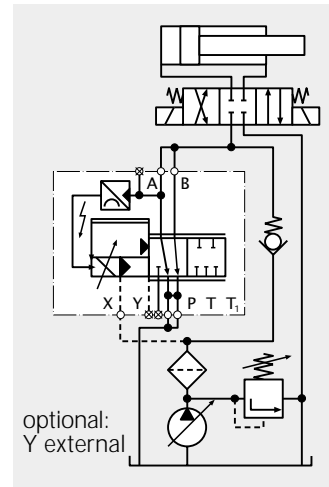 A B
X Y P T T₁
optional:
Y external